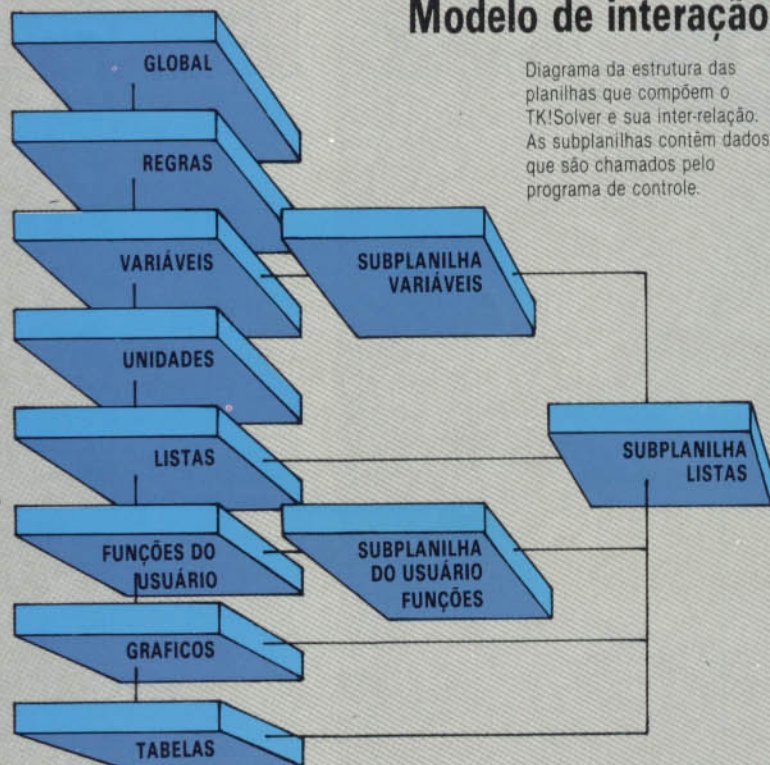 Modelo de interação
Diagrama da estrutura das
planilhas que compõem o
TK!Solver e sua inter-relação.
As subplanilhas contêm dados
que são chamados pelo
programa de controle.
GLOBAL
REGRAS
VARIÁVEIS
SUBPLANILHA
VARIÁVEIS
UNIDADES
LISTAS
SUBPLANILHA
LISTAS
FUNÇÕES DO
USUÁRIO
SUBPLANILHA
DO USUÁRIO
FUNÇÕES
GRAFICOS
TABELAS